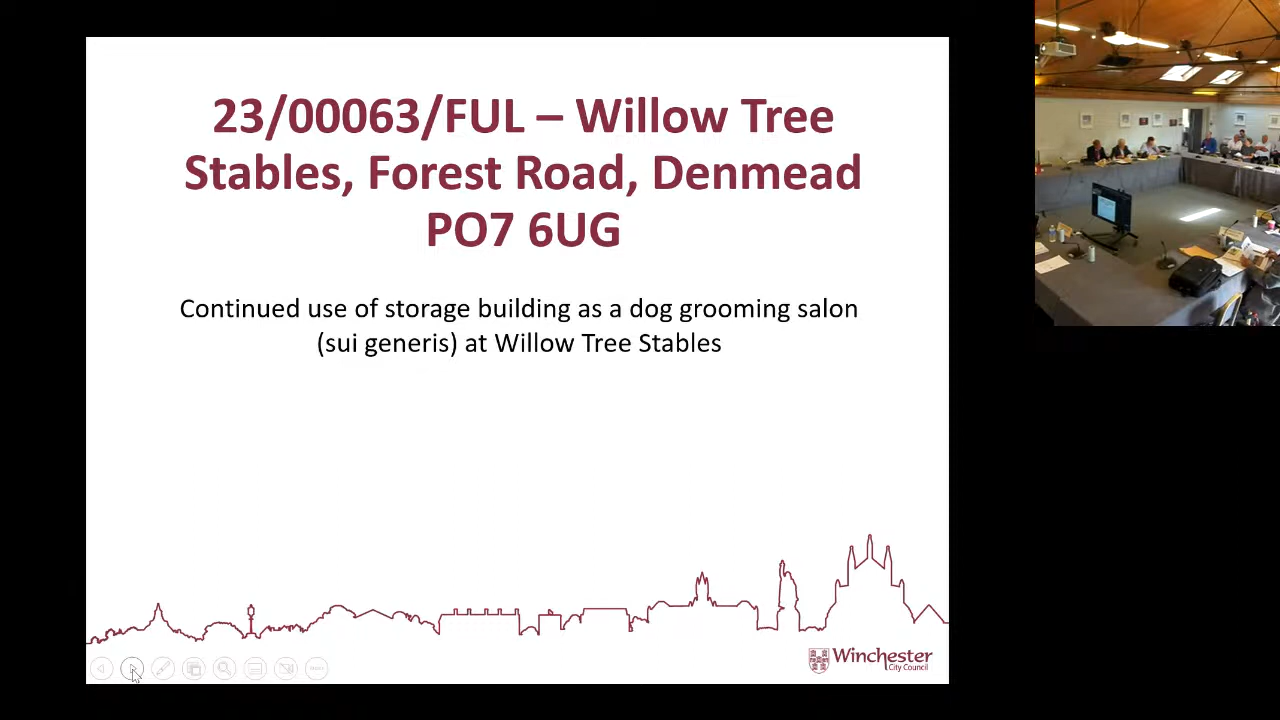 23/00063/FUL – Willow Tree
Stables, Forest Road, Denmead
PO7 6UG
Continued use of storage building as a dog grooming salon
(sui generis) at Willow Tree Stables
Winchester
City Council